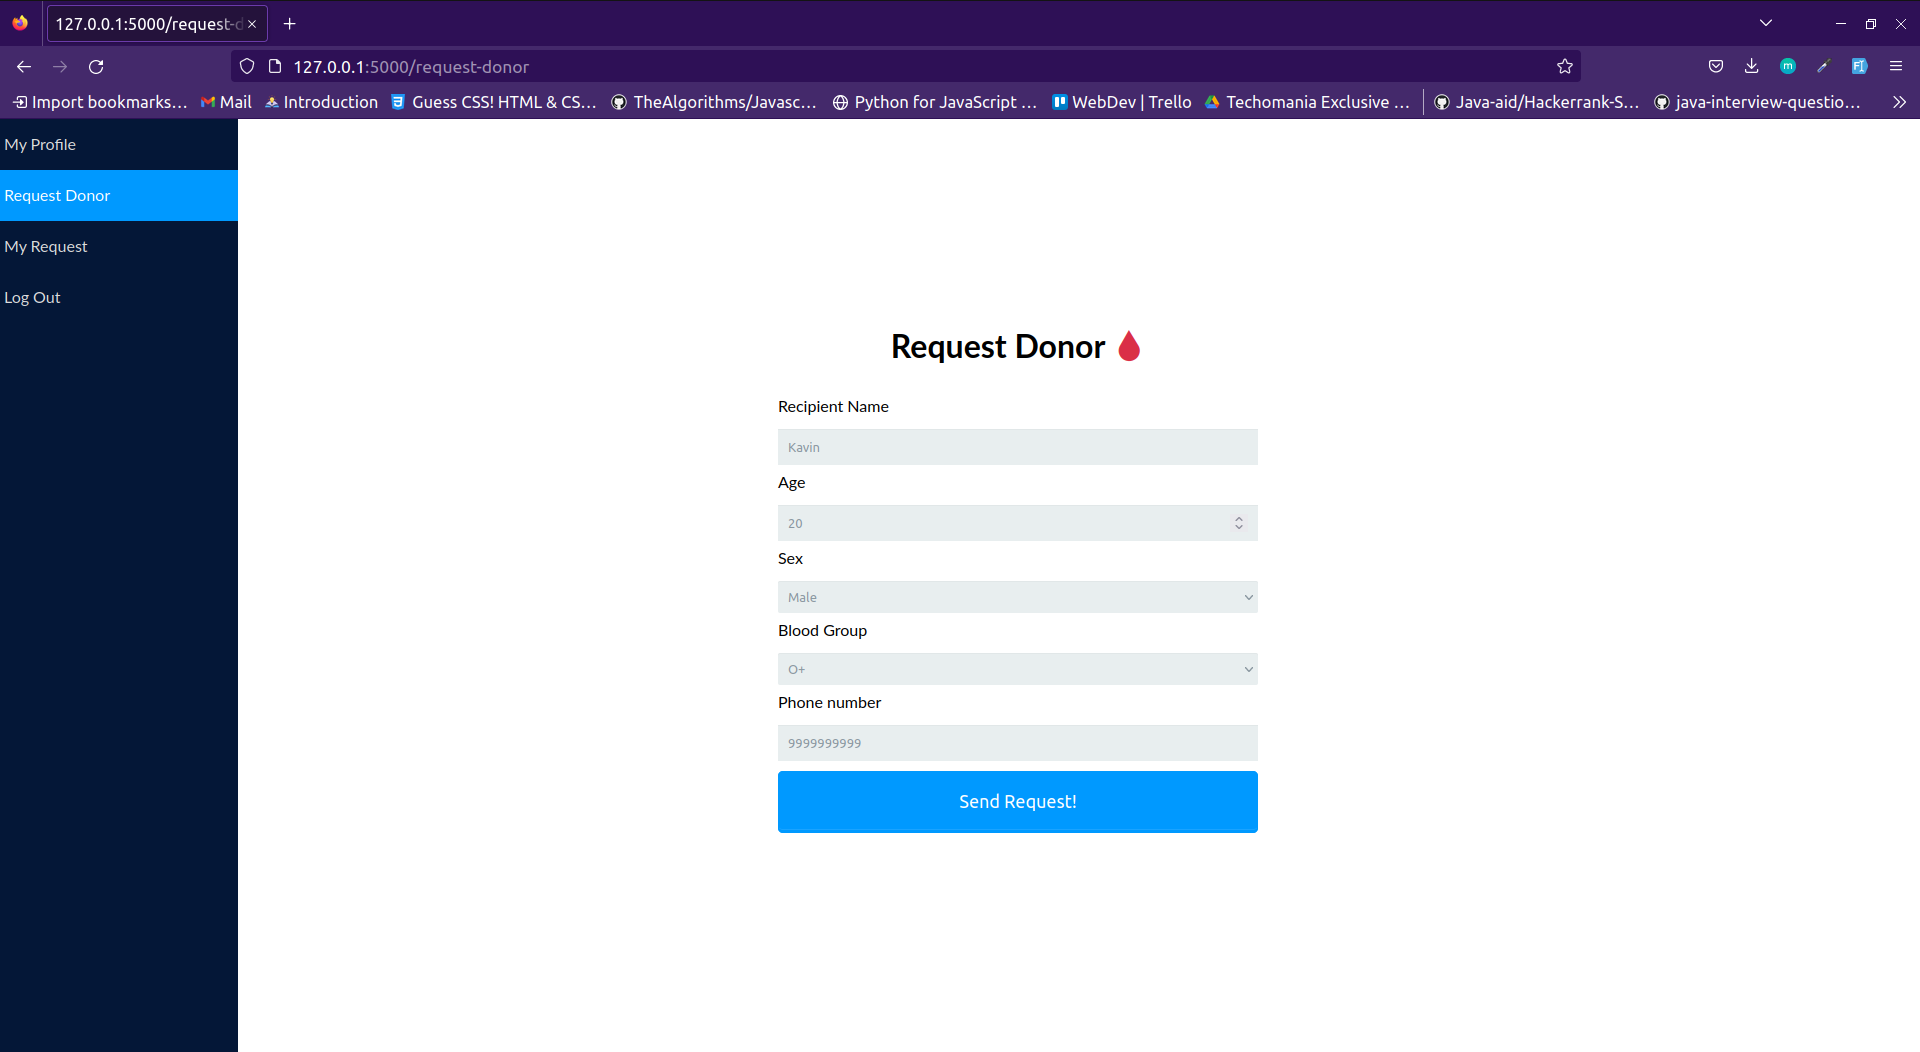 127.0.0.1:5000/request-d
127.0.0.1:5000/request-donor
Import bookmarks... Mail Introduction Guess CSS! HTML & CS... TheAlgorithms/Javasc... Python for JavaScript ... WebDev | Trello Techomania Exclusive ... Java-aid/Hackerrank-S... java-interview-questio...
My Profile
Request Donor
My Request
Log Out
Request Donor
Recipient Name
Kavin
Age
20
Sex
Male
Blood Group
O+
Phone number
9999999999
Send Request!